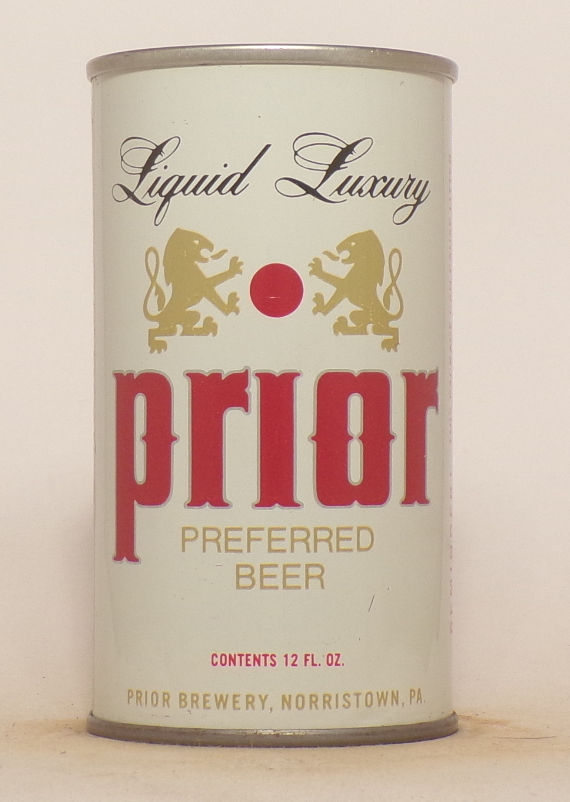 Liquid Luxury
prior
PREFERRED
BEER
CONTENTS 12 FL. OZ.
PRIOR BREWERY, NORRISTOWN, PA.